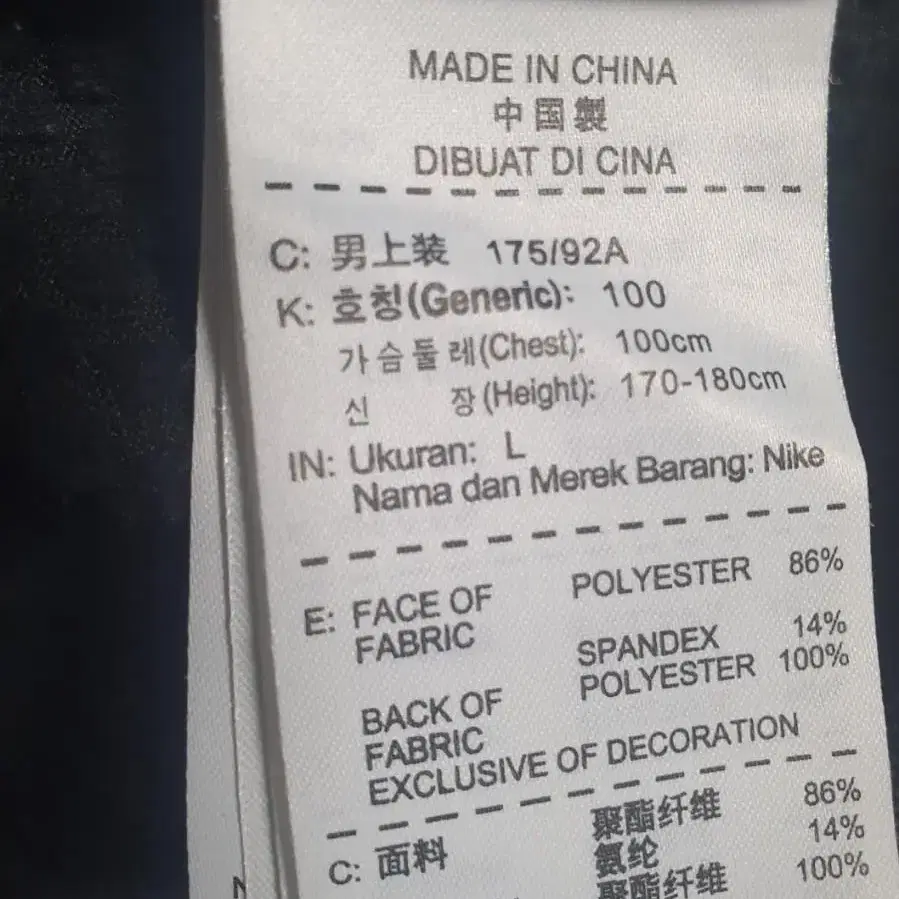 MADE IN CHINA
中国製
DIBUAT DI CINA
C: 男上装 175/92A
K: 호칭(Generic): 100
가슴둘레(Chest): 100cm
신 장(Height): 170-180cm
IN: Ukuran: L
Nama dan Merek Barang: Nike
E: FACE OF FABRIC POLYESTER 86%
SPANDEX 14%
BACK OF FABRIC POLYESTER 100%
EXCLUSIVE OF DECORATION
C: 面料 聚酯纤维 86%
氨纶 14%
聚酯纤维 100%